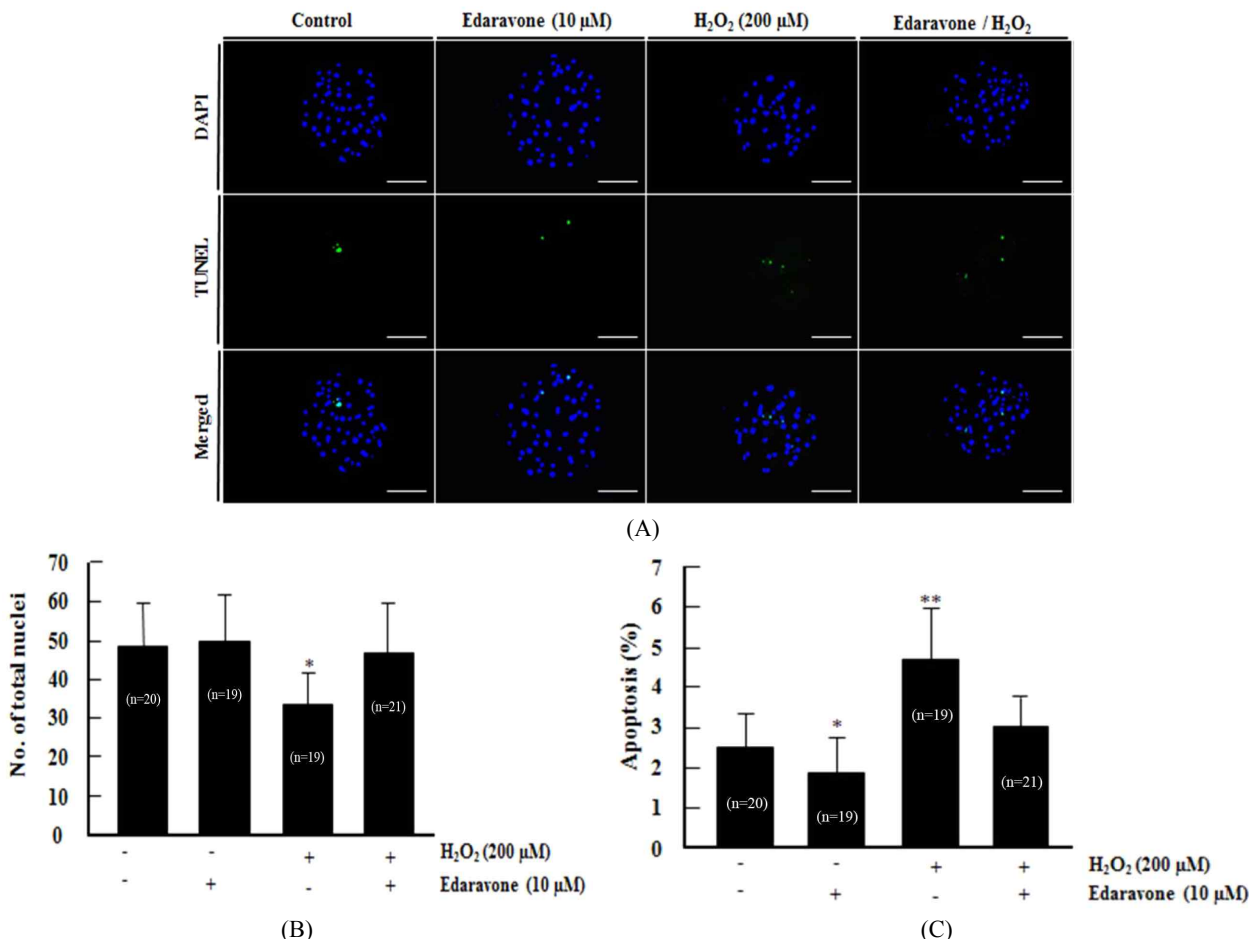 Control Edaravone (10 µM) H₂O₂ (200 µM) Edaravone / H₂O₂
DAPI
TUNEL
Merged
(A)
No. of total nuclei
70
60
50
40
30
20
10
0
(n=20) (n=19) * (n=19) (n=21)
- - + + H₂O₂ (200 µM)
- + - + Edaravone (10 µM)
(B)
Apoptosis (%)
7
6
5
4
3
2
1
0
(n=20) * (n=19) ** (n=19) (n=21)
- - + + H₂O₂ (200 µM)
- + - + Edaravone (10 µM)
(C)